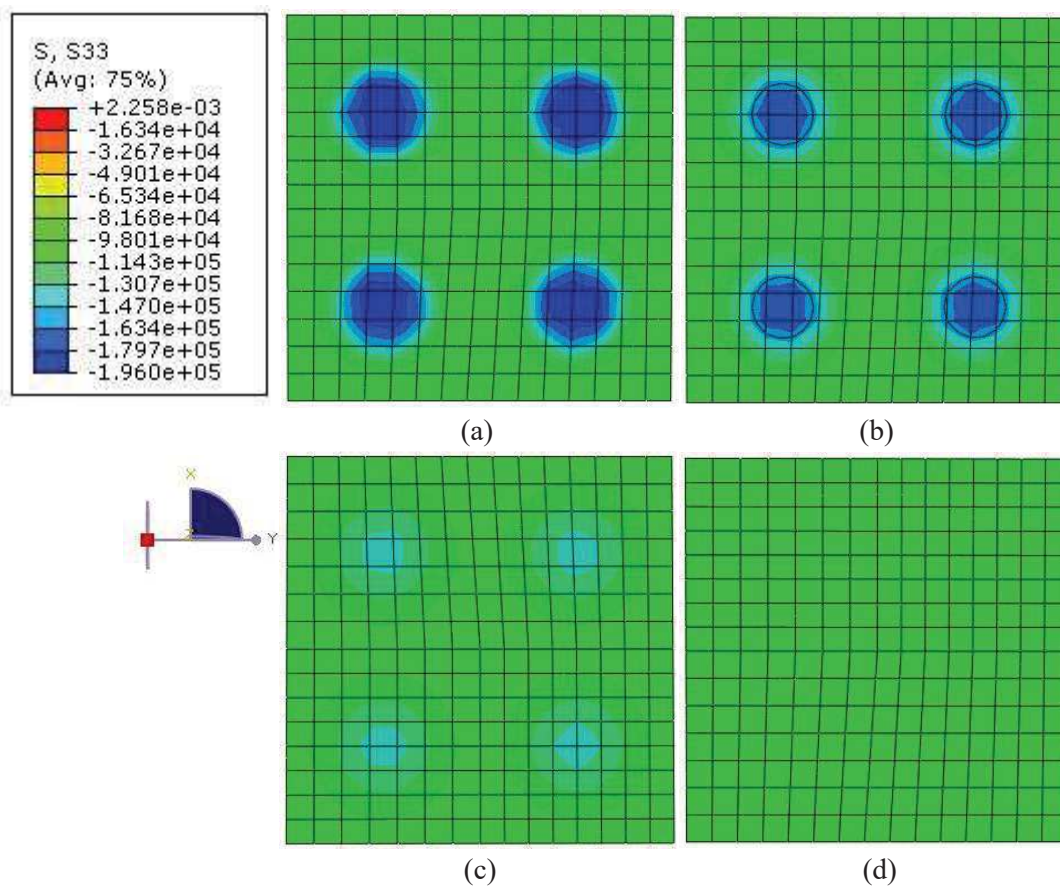 S, S33
(Avg: 75%)
+2.258e-03
-1.634e+04
-3.267e+04
-4.901e+04
-6.534e+04
-8.168e+04
-9.801e+04
-1.143e+05
-1.307e+05
-1.470e+05
-1.634e+05
-1.797e+05
-1.960e+05
(a)
(b)
X
Z
Y
(c)
(d)